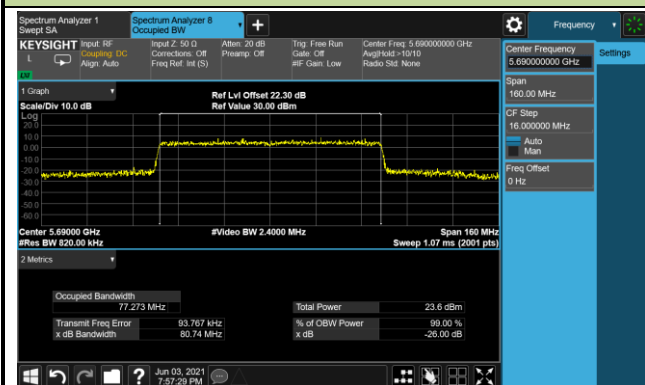 Spectrum Analyzer 1
Swept SA
Spectrum Analyzer 8
Occupied BW
+
Frequency
KEYSIGHT
L
Input: RF
Coupling: DC
Align: Auto
Input Z: 50 Ω
Corrections: Off
Freq Ref: Int (S)
Atten: 20 dB
Preamp: Off
Trig: Free Run
Gate: Off
#IF Gain: Low
Center Freq: 5.690000000 GHz
Avg|Hold:>10/10
Radio Std: None
Center Frequency
5.690000000 GHz
Settings
Span
160.00 MHz
CF Step
16.000000 MHz
Auto
Man
Freq Offset
0 Hz
1 Graph
Scale/Div 10.0 dB
Ref Lvl Offset 22.30 dB
Ref Value 30.00 dBm
Log
20.0
10.0
0.00
-10.0
-20.0
-30.0
-40.0
-50.0
-60.0
Center 5.69000 GHz
#Res BW 820.00 kHz
#Video BW 2.4000 MHz
Span 160 MHz
Sweep 1.07 ms (2001 pts)
2 Metrics
Occupied Bandwidth
77.273 MHz
Total Power 23.6 dBm
Transmit Freq Error 93.767 kHz
% of OBW Power 99.00 %
x dB Bandwidth 80.74 MHz
x dB -26.00 dB
?
Jun 03, 2021
7:57:29 PM